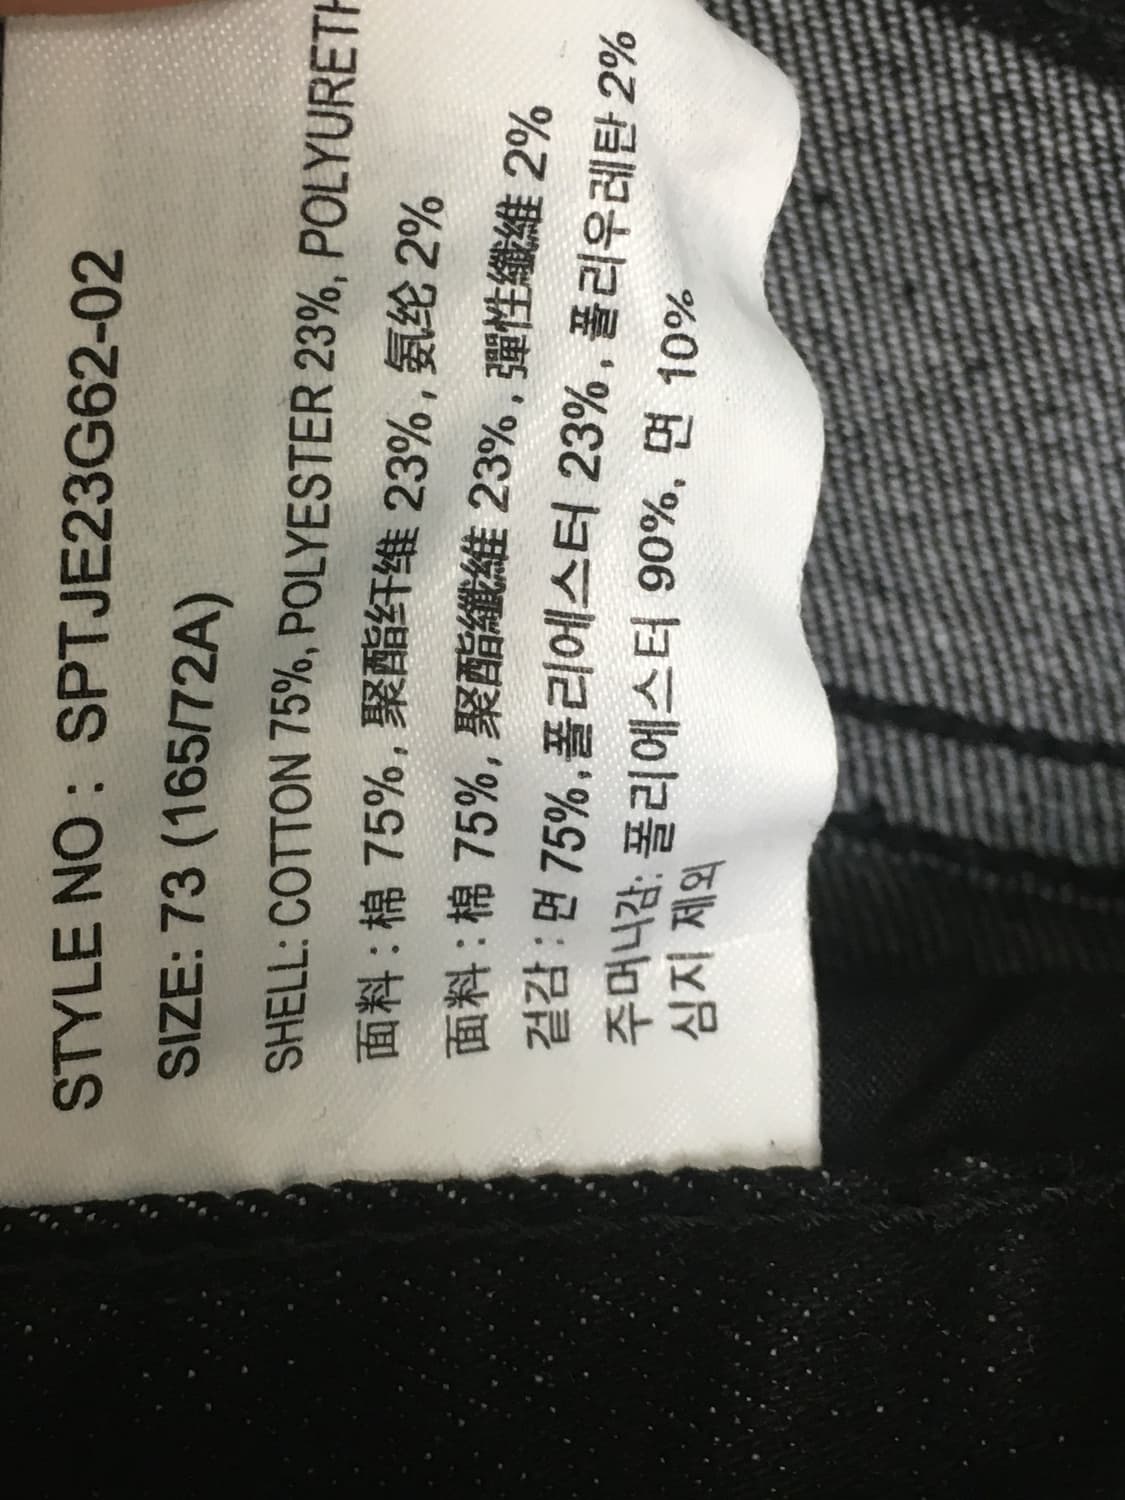 STYLE NO : SPTJE23G62-02
SIZE: 73 (165/72A)
SHELL: COTTON 75%, POLYESTER 23%, POLYURETH
面料 : 棉 75%, 聚酯纤维 23% , 氨纶 2%
面料 : 棉 75%, 聚酯纖維 23% , 彈性纖維 2%
겉감 : 면 75%,폴리에스터 23% , 폴리우레탄 2%
주머니감: 폴리에스터 90%, 면 10%
심지 제외